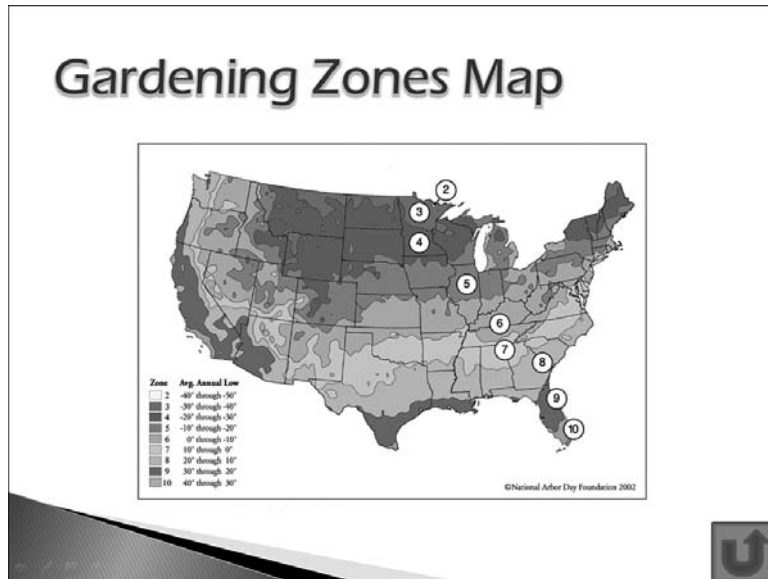 Gardening Zones Map
2
3
4
5
6
7
8
9
10
Zone Avg. Annual Low
2 -40° through -50°
3 -30° through -40°
4 -20° through -30°
5 -10° through -20°
6 0° through -10°
7 10° through 0°
8 20° through 10°
9 30° through 20°
10 40° through 30°
©National Arbor Day Foundation 2002